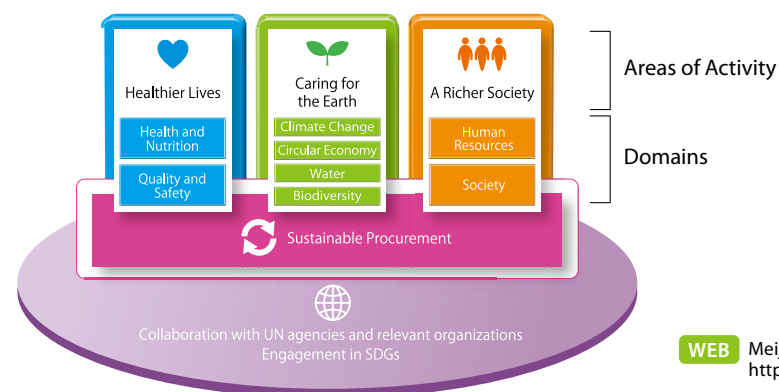 Healthier Lives
Health and
Nutrition
Quality and
Safety
Caring for
the Earth
Climate Change
Circular Economy
Water
Biodiversity
A Richer Society
Human
Resources
Society
Areas of Activity
Domains
Sustainable Procurement
Collaboration with UN agencies and relevant organizations
Engagement in SDGs
WEB